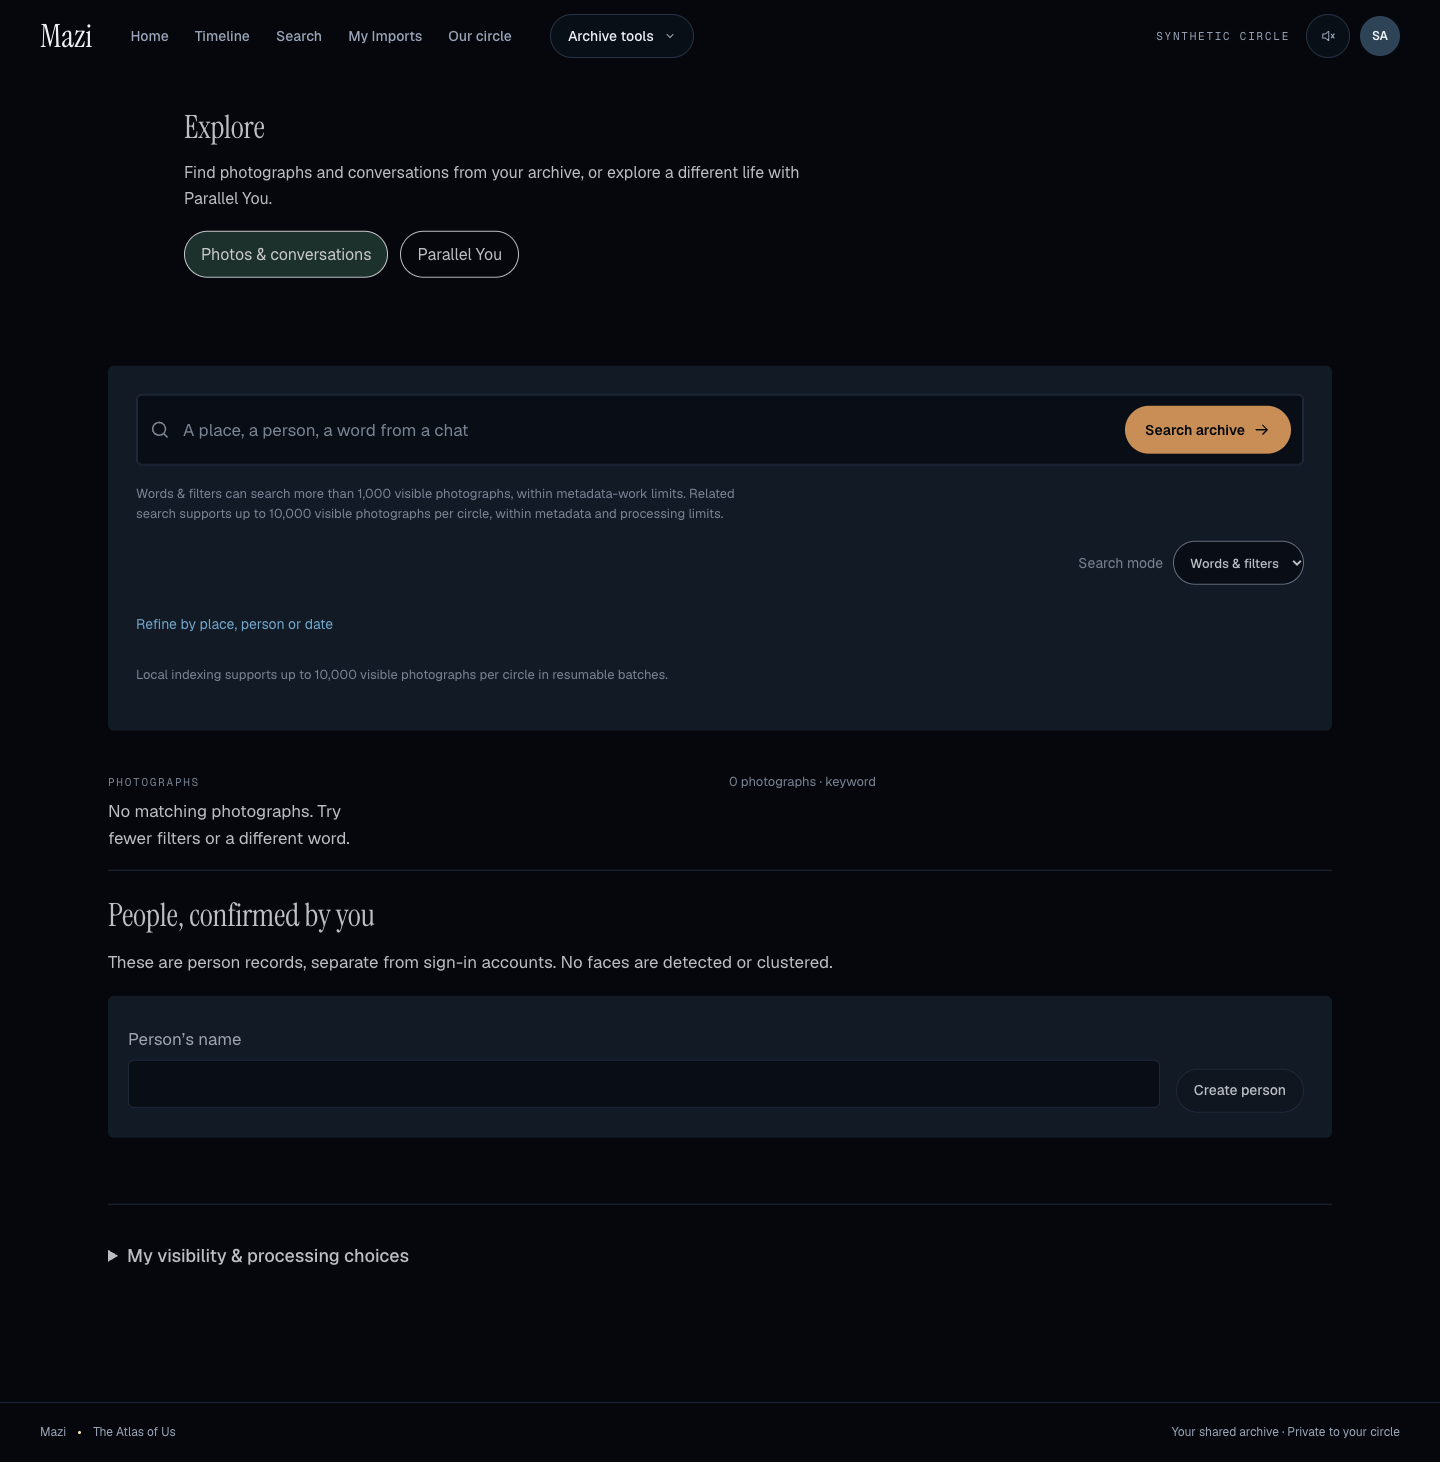 Mazi
Home
Timeline
Search
My Imports
Our circle
Archive tools
SYNTHETIC CIRCLE
SA
Explore
Find photographs and conversations from your archive, or explore a different life with
Parallel You.
Photos & conversations
Parallel You
A place, a person, a word from a chat
Search archive
Words & filters can search more than 1,000 visible photographs, within metadata-work limits. Related
search supports up to 10,000 visible photographs per circle, within metadata and processing limits.
Search mode
Words & filters
Refine by place, person or date
Local indexing supports up to 10,000 visible photographs per circle in resumable batches.
PHOTOGRAPHS
0 photographs · keyword
No matching photographs. Try
fewer filters or a different word.
People, confirmed by you
These are person records, separate from sign-in accounts. No faces are detected or clustered.
Person’s name
Create person
My visibility & processing choices
Mazi • The Atlas of Us
Your shared archive · Private to your circle